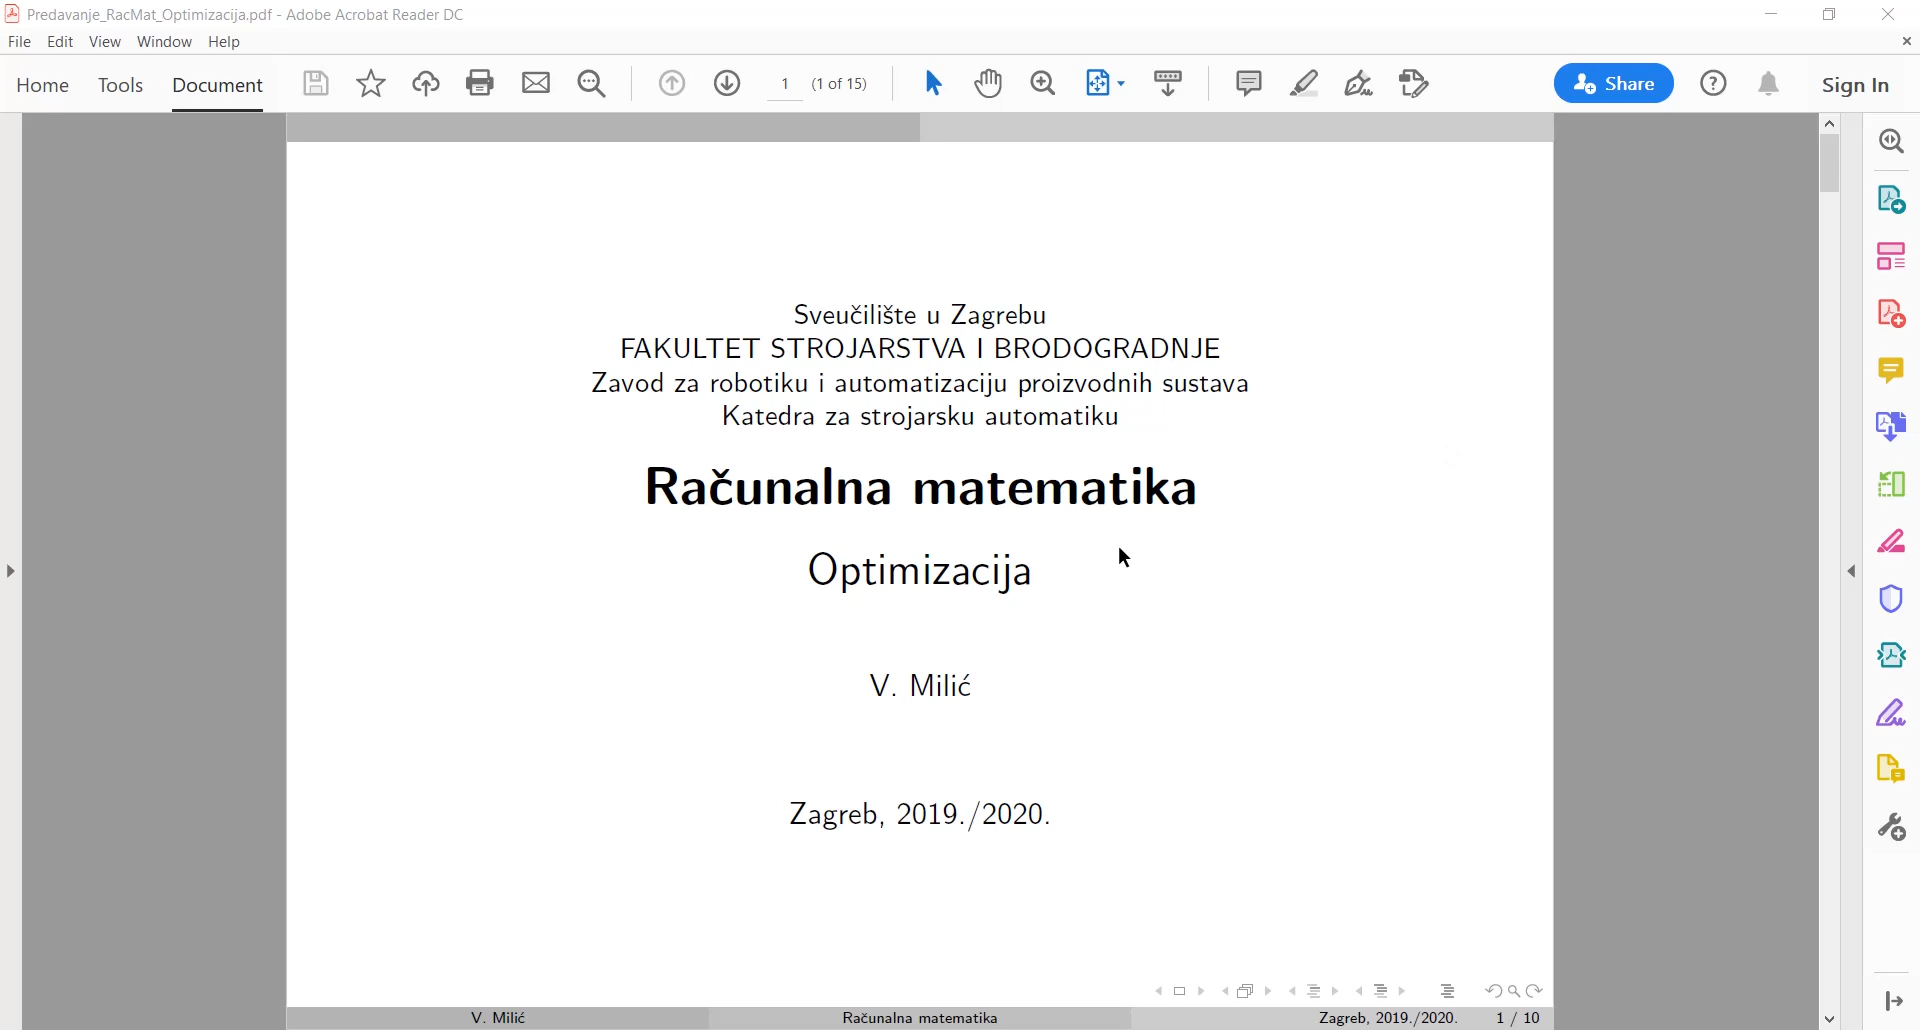 Predavanje_RacMat_Optimizacija.pdf - Adobe Acrobat Reader DC
File Edit View Window Help
Home Tools Document 1 (1 of 15) Share Sign In
Sveučilište u Zagrebu
FAKULTET STROJARSTVA I BRODOGRADNJE
Zavod za robotiku i automatizaciju proizvodnih sustava
Katedra za strojarsku automatiku
Računalna matematika
Optimizacija
V. Milić
Zagreb, 2019./2020.
V. Milić Računalna matematika Zagreb, 2019./2020. 1 / 10